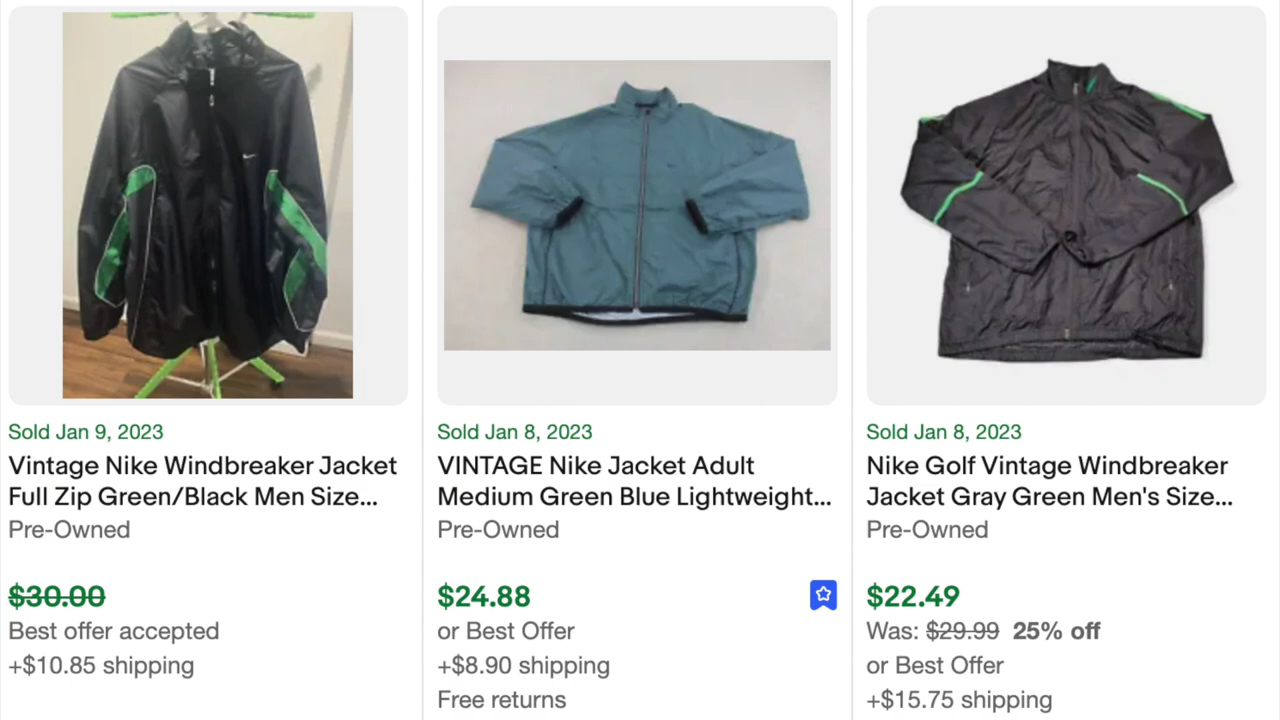 Sold Jan 9, 2023
Vintage Nike Windbreaker Jacket
Full Zip Green/Black Men Size...
Pre-Owned
$30.00
Best offer accepted
+$10.85 shipping
Sold Jan 8, 2023
VINTAGE Nike Jacket Adult
Medium Green Blue Lightweight...
Pre-Owned
$24.88
or Best Offer
+$8.90 shipping
Free returns
Sold Jan 8, 2023
Nike Golf Vintage Windbreaker
Jacket Gray Green Men's Size...
Pre-Owned
$22.49
Was: $29.99 25% off
or Best Offer
+$15.75 shipping